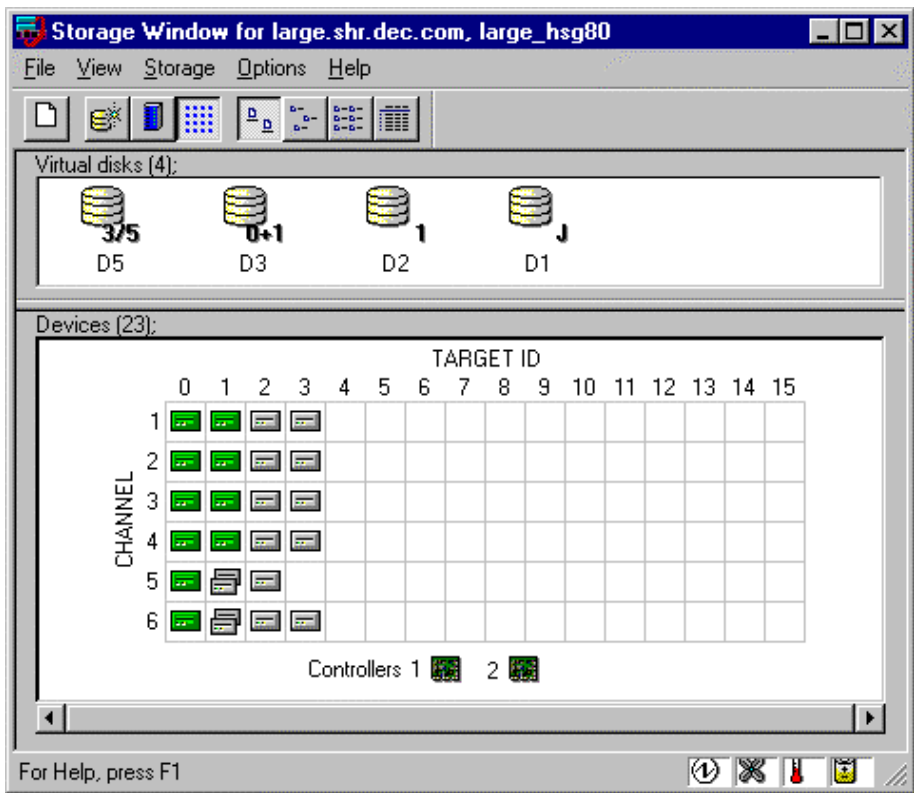 Storage Window for large.shr.dec.com, large_hsg80
File View Storage Options Help
Virtual disks (4);
3/5 0+1 1 J
D5 D3 D2 D1
Devices (23);
TARGET ID
0 1 2 3 4 5 6 7 8 9 10 11 12 13 14 15
CHANNEL
1
2
3
4
5
6
Controllers 1 2
For Help, press F1